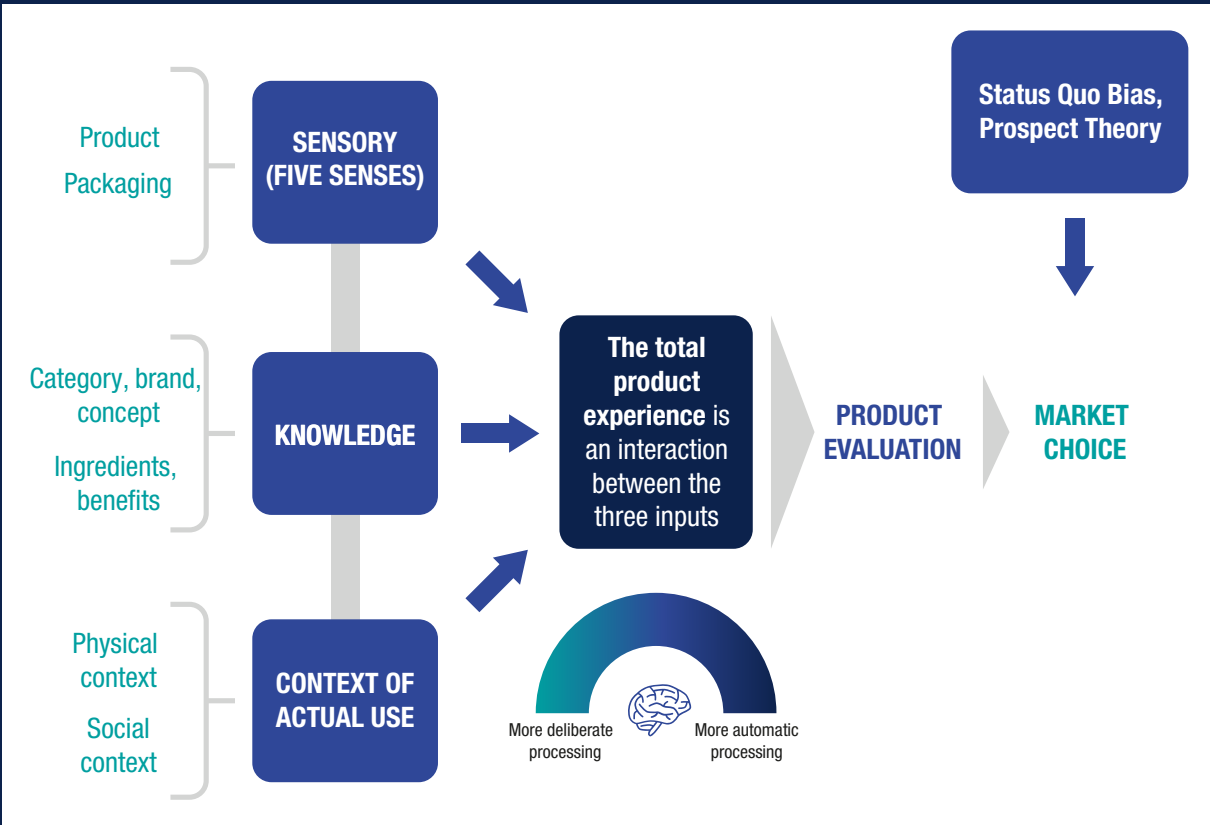 Product
Packaging
SENSORY
(FIVE SENSES)
Status Quo Bias,
Prospect Theory
Category, brand,
concept
Ingredients,
benefits
KNOWLEDGE
The total
product
experience is
an interaction
between the
three inputs
PRODUCT
EVALUATION
MARKET
CHOICE
Physical
context
Social
context
CONTEXT OF
ACTUAL USE
More deliberate
processing
More automatic
processing